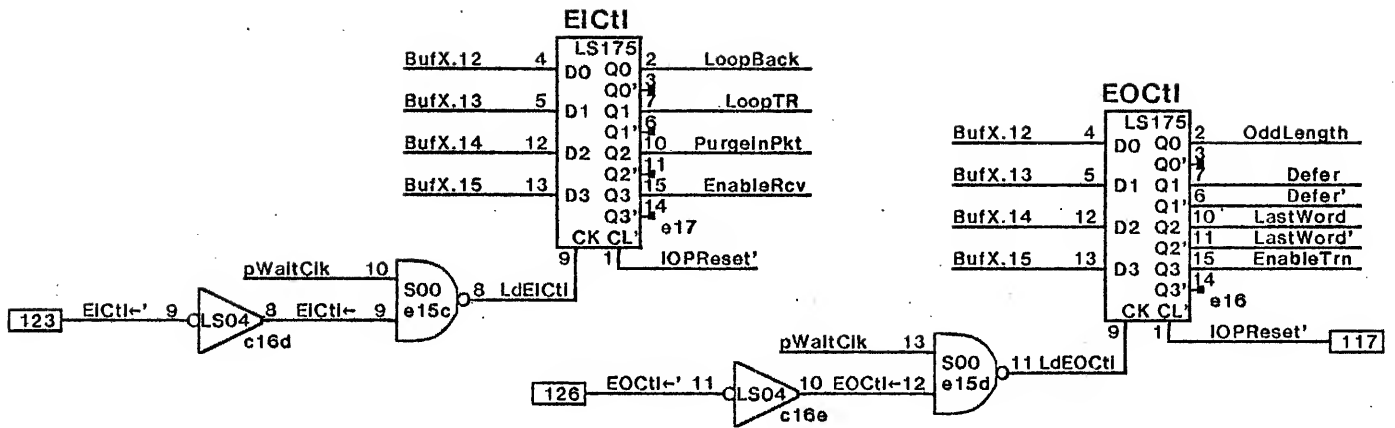 EICtl
LS175
BufX.12 4 D0 Q0 2 LoopBack
Q0' 3
BufX.13 5 D1 Q1 7 LoopTR
Q1' 6
BufX.14 12 D2 Q2 10 PurgeInPkt
Q2' 11
BufX.15 13 D3 Q3 15 EnableRcv
Q3' 14
e17
CK CL'
9 1 IOPReset'
pWaitClk 10
S00 8 LdEICtl
e15c
123 EICtl←' 9 LS04 8 EICtl← 9
c16d
EOCtl
LS175
BufX.12 4 D0 Q0 2 OddLength
Q0' 3
BufX.13 5 D1 Q1 7 Defer
Q1' 6 Defer'
BufX.14 12 D2 Q2 10 LastWord
Q2' 11 LastWord'
BufX.15 13 D3 Q3 15 EnableTrn
Q3' 14
e16
CK CL'
9 1 IOPReset' 117
pWaitClk 13
S00 11 LdEOCtl
e15d
126 EOCtl←' 11 LS04 10 EOCtl← 12
c16e